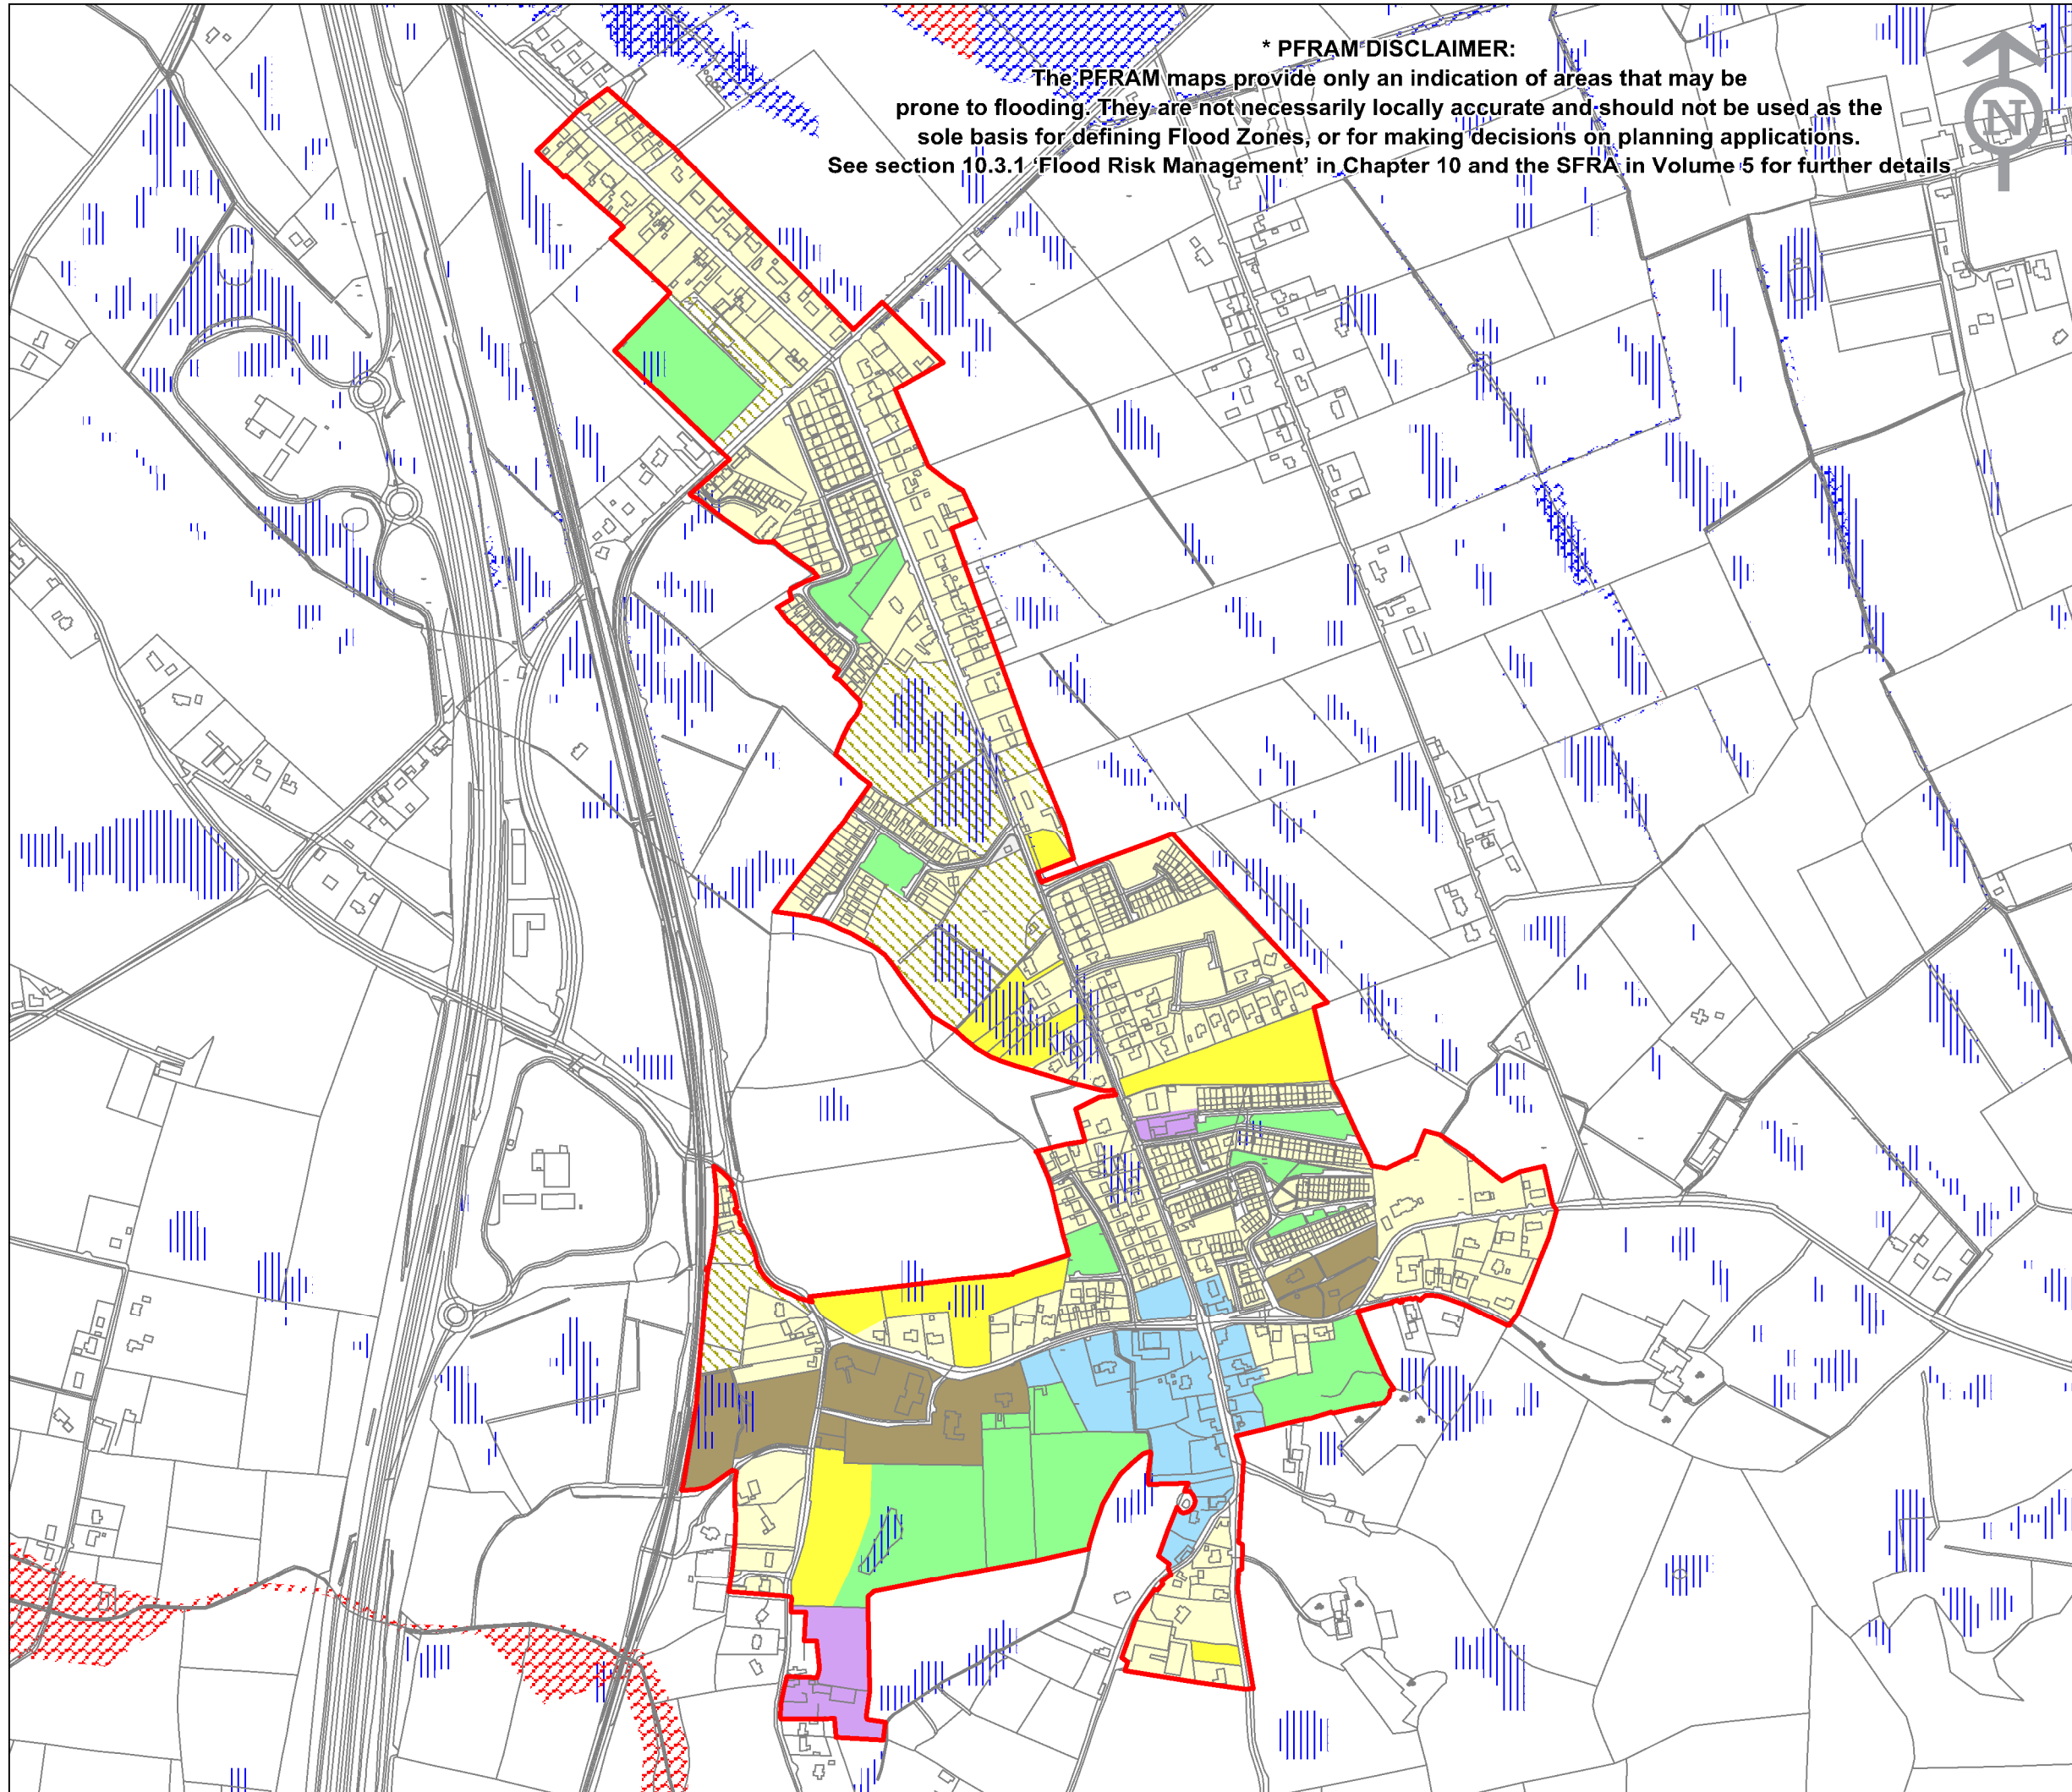 * PFRAM DISCLAIMER:
The PFRAM maps provide only an indication of areas that may be
prone to flooding. They are not necessarily locally accurate and should not be used as the
sole basis for defining Flood Zones, or for making decisions on planning applications.
See section 10.3.1 'Flood Risk Management' in Chapter 10 and the SFRA in Volume 5 for further details
N